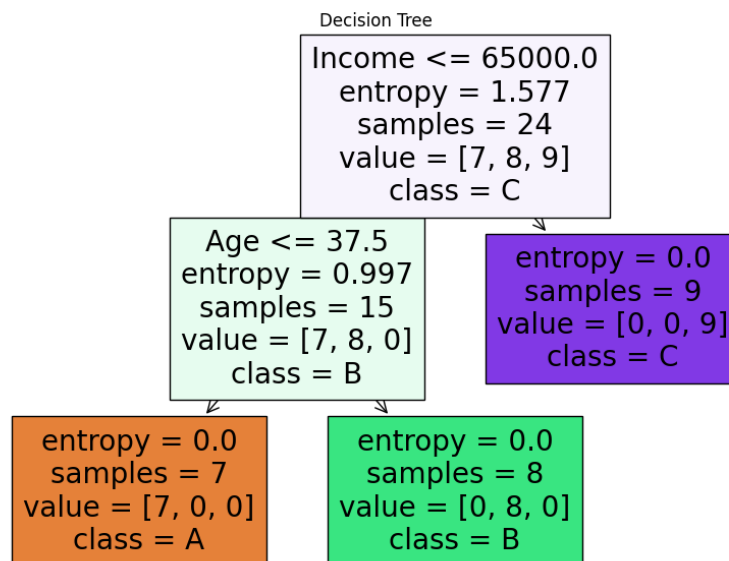 Decision Tree
Income <= 65000.0
entropy = 1.577
samples = 24
value = [7, 8, 9]
class = C
Age <= 37.5
entropy = 0.997
samples = 15
value = [7, 8, 0]
class = B
entropy = 0.0
samples = 9
value = [0, 0, 9]
class = C
entropy = 0.0
samples = 7
value = [7, 0, 0]
class = A
entropy = 0.0
samples = 8
value = [0, 8, 0]
class = B